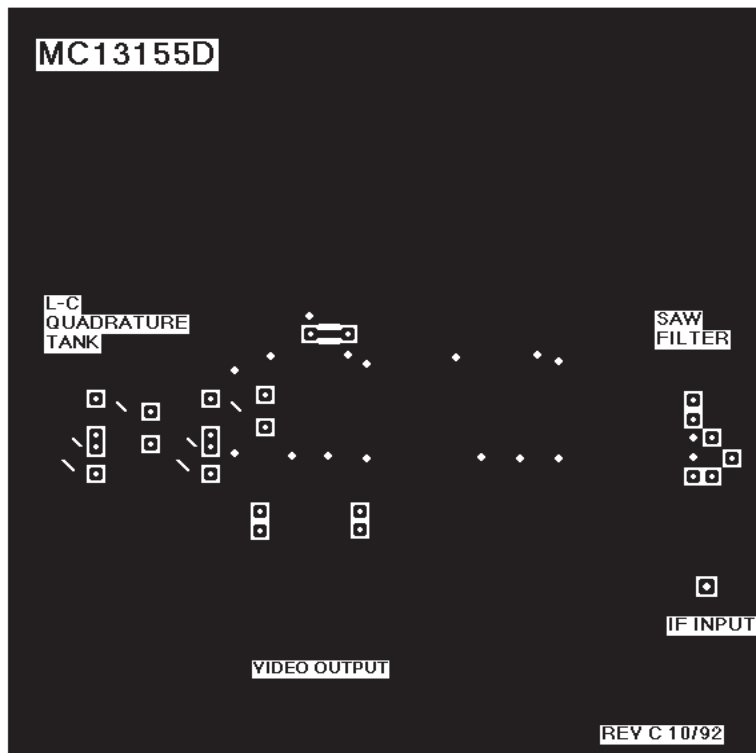 MC13155D
L-C
QUADRATURE
TANK
SAW
FILTER
IF INPUT
VIDEO OUTPUT
REV C 10/92